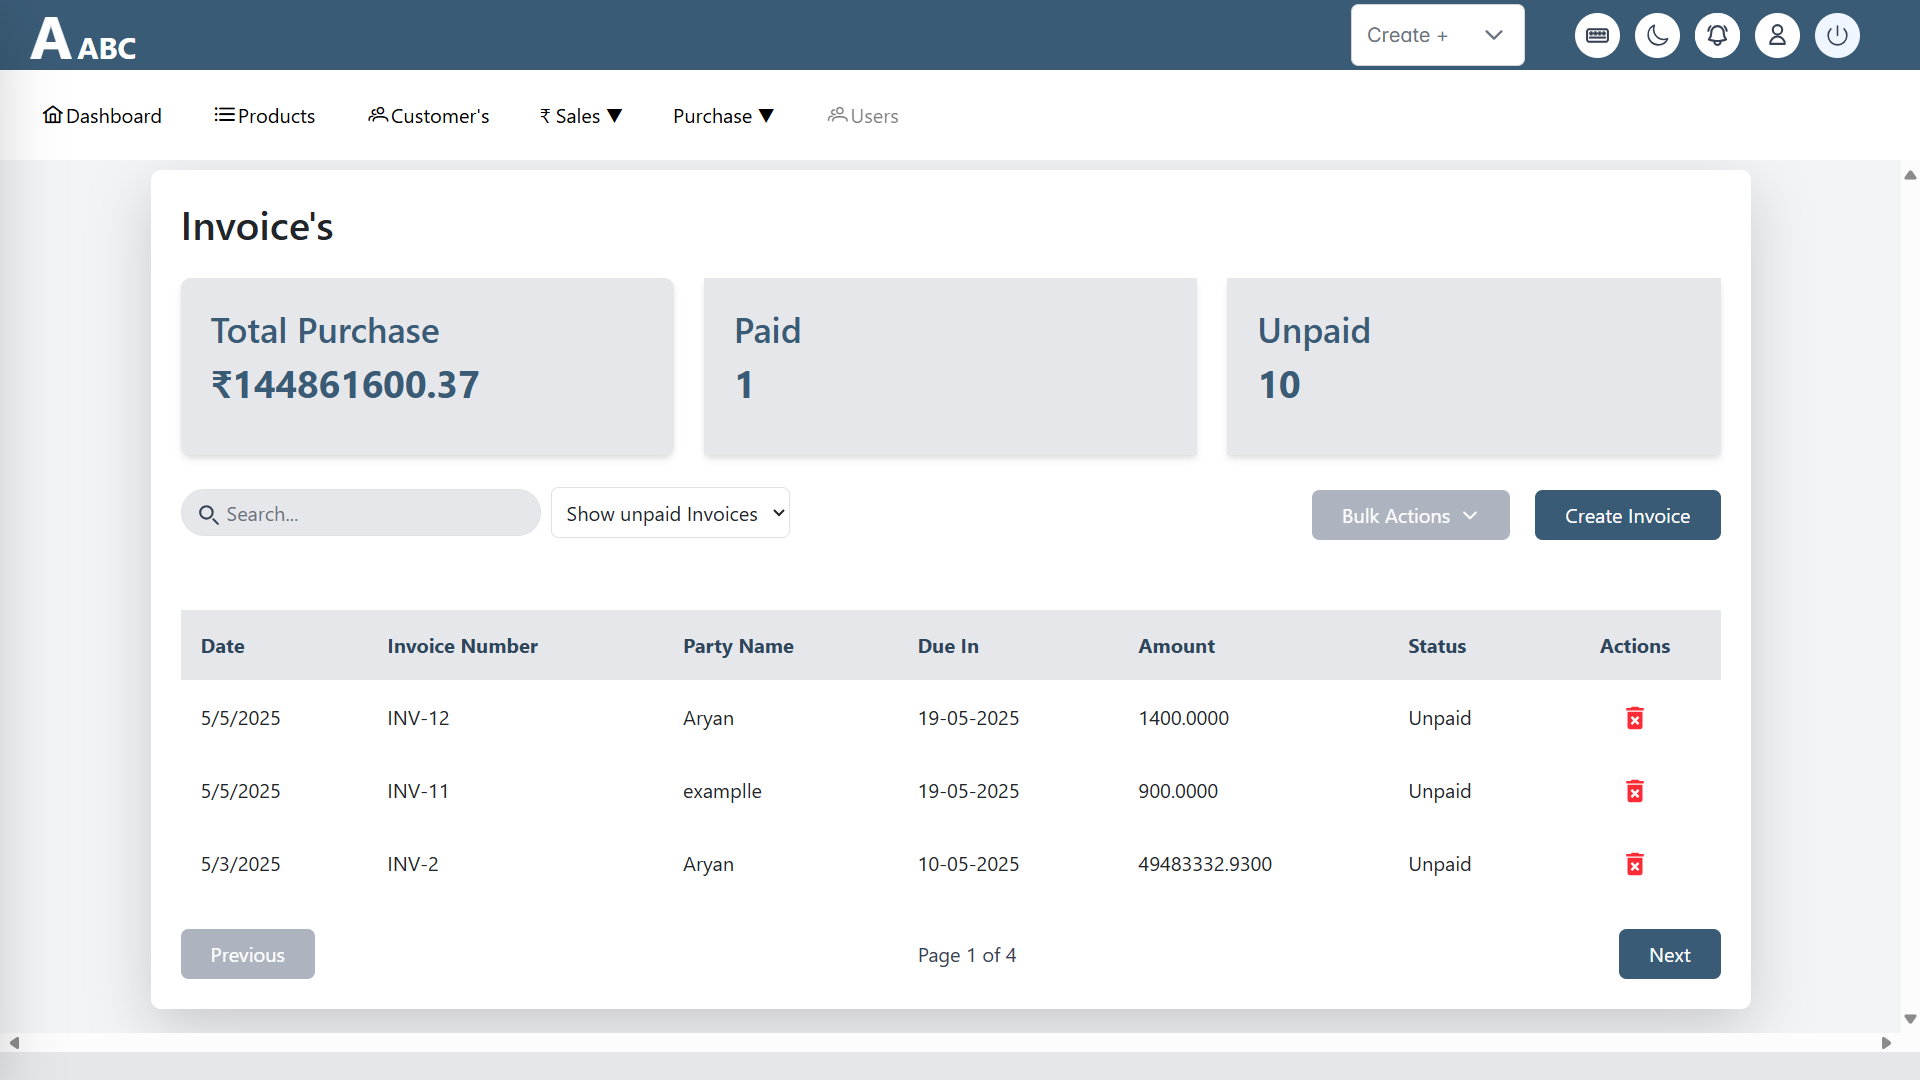 A ABC
Create +
Dashboard
Products
Customer's
₹ Sales ▼
Purchase ▼
Users
Invoice's
Total Purchase
₹144861600.37
Paid
1
Unpaid
10
Search...
Show unpaid Invoices
Bulk Actions
Create Invoice
Date Invoice Number Party Name Due In Amount Status Actions
5/5/2025 INV-12 Aryan 19-05-2025 1400.0000 Unpaid
5/5/2025 INV-11 examplle 19-05-2025 900.0000 Unpaid
5/3/2025 INV-2 Aryan 10-05-2025 49483332.9300 Unpaid
Previous
Page 1 of 4
Next